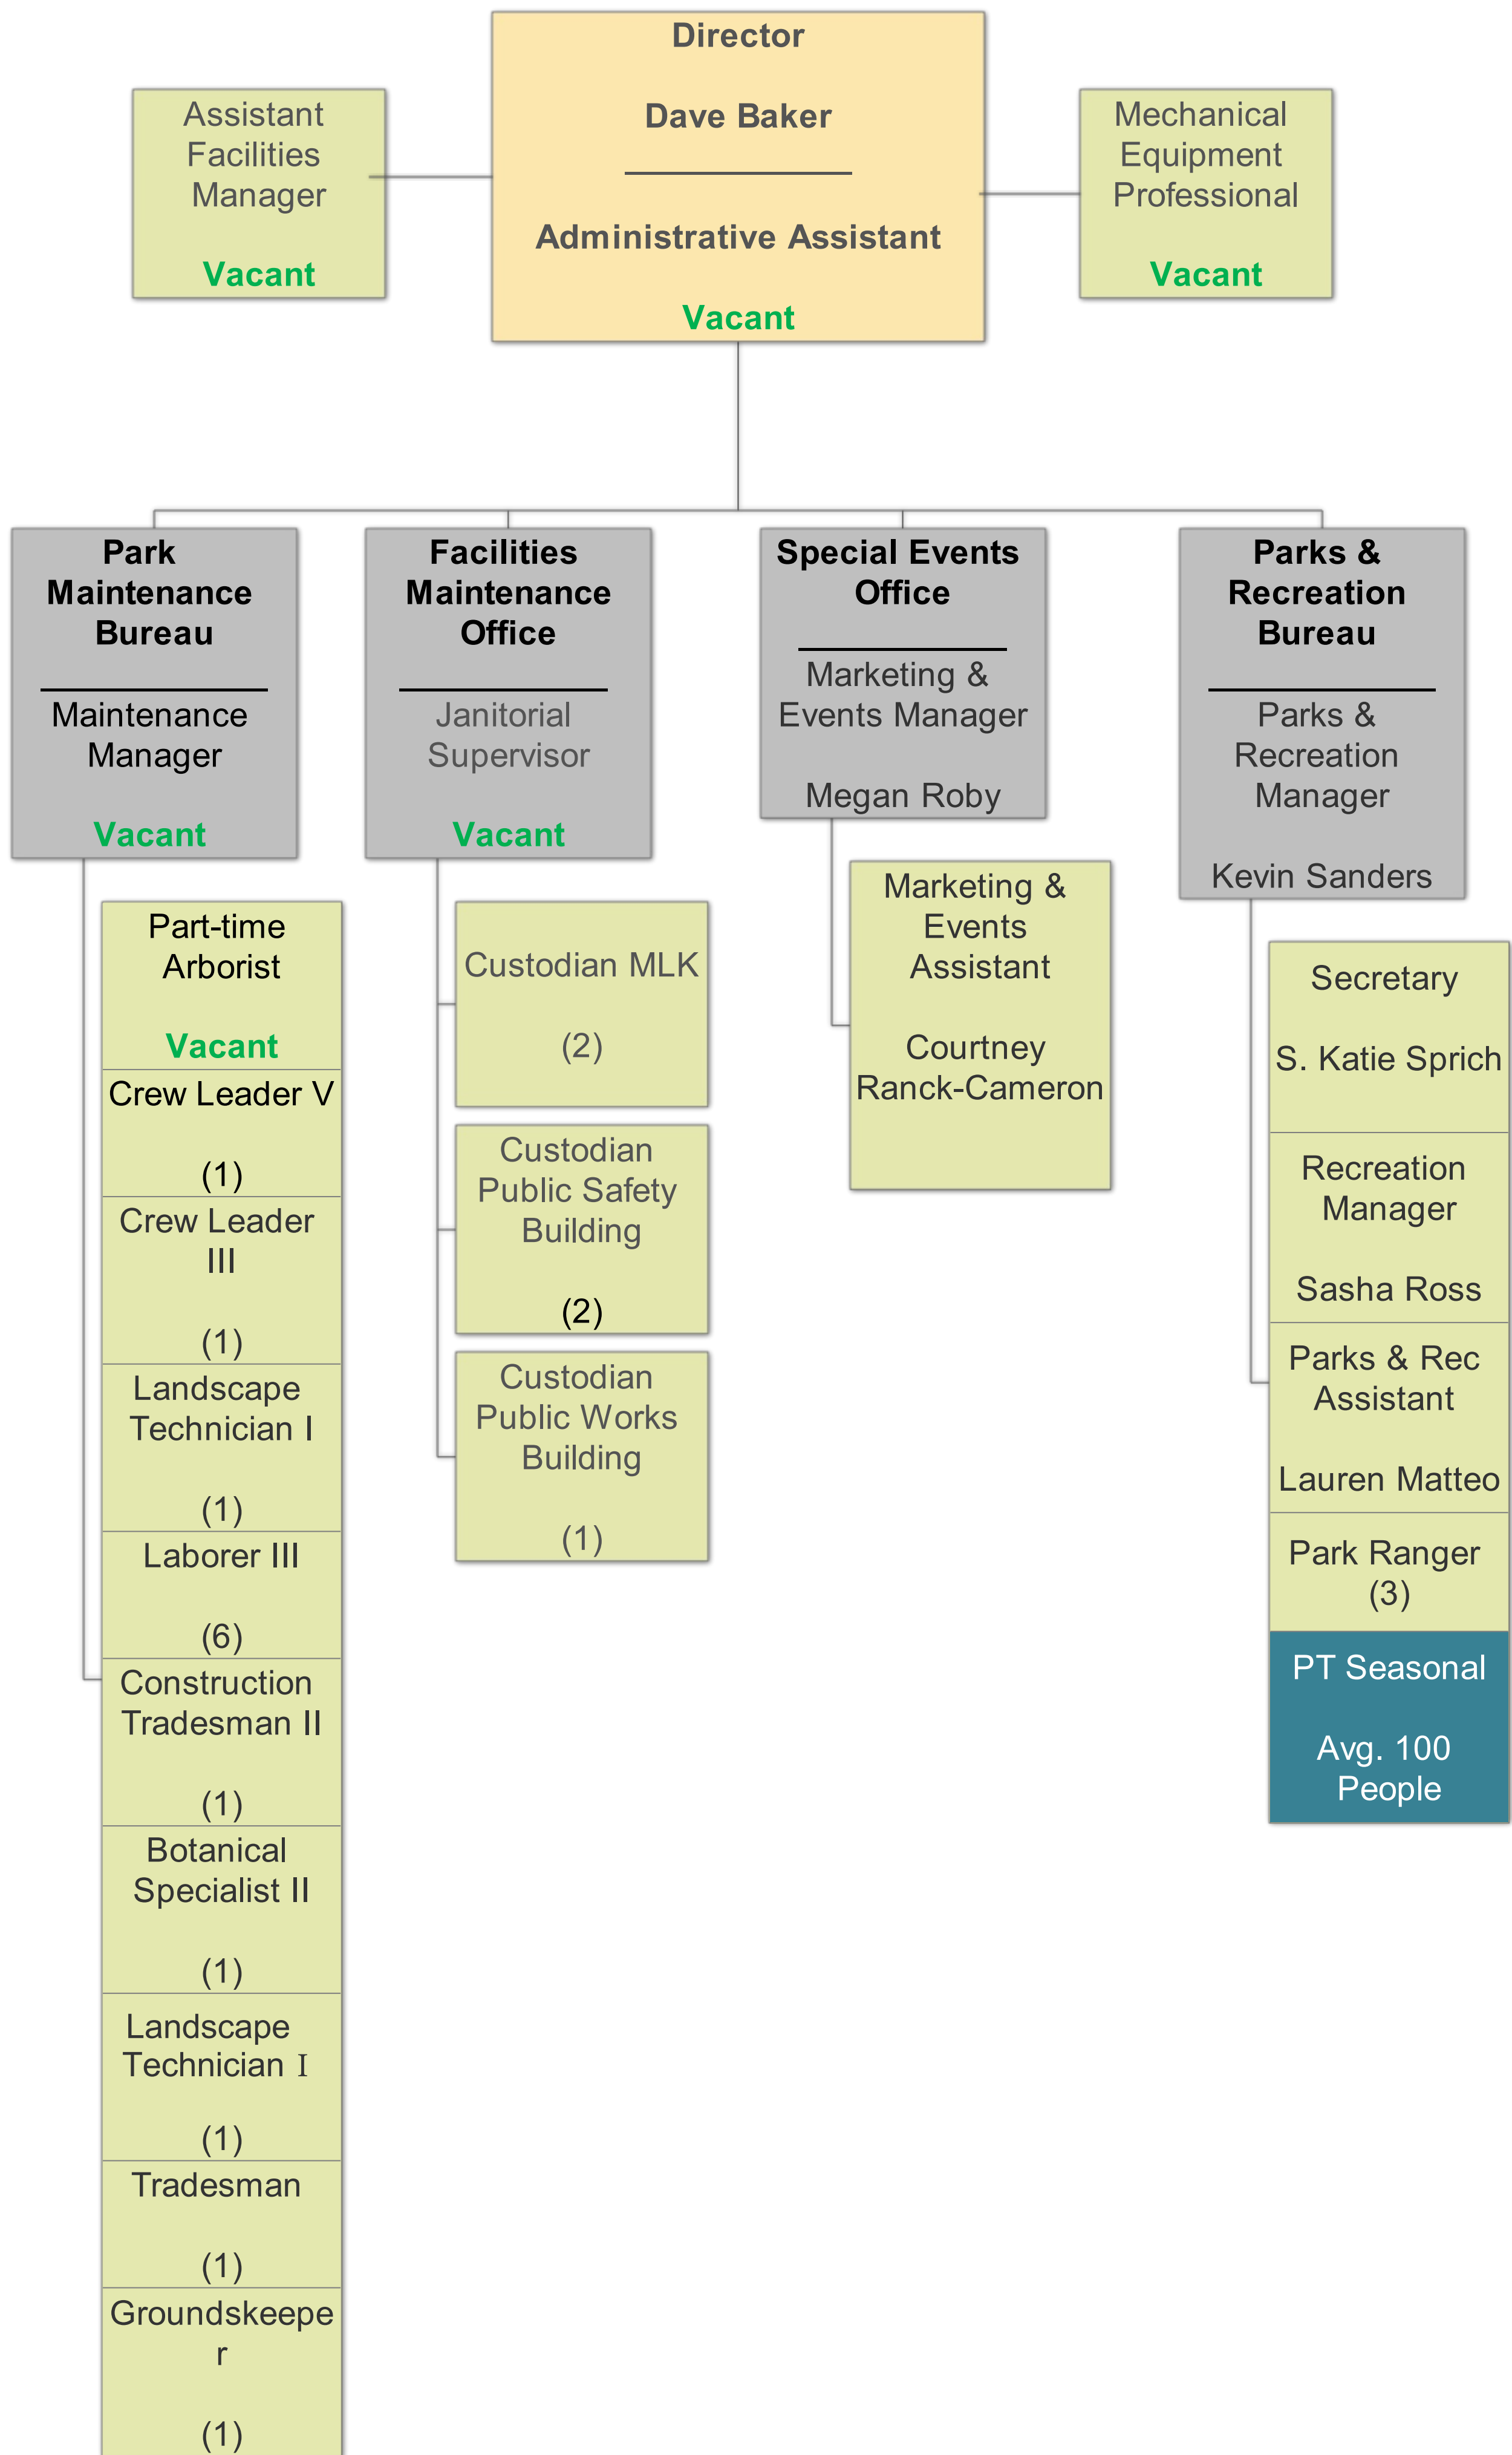 Director
Dave Baker
Administrative Assistant
Vacant
Assistant
Facilities
Manager
Vacant
Mechanical
Equipment
Professional
Vacant
Park
Maintenance
Bureau
Maintenance
Manager
Vacant
Part-time
Arborist
Vacant
Crew Leader V
(1)
Crew Leader
III
(1)
Landscape
Technician I
(1)
Laborer III
(6)
Construction
Tradesman II
(1)
Botanical
Specialist II
(1)
Landscape
Technician I
(1)
Tradesman
(1)
Groundskeepe
r
(1)
Facilities
Maintenance
Office
Janitorial
Supervisor
Vacant
Custodian MLK
(2)
Custodian
Public Safety
Building
(2)
Custodian
Public Works
Building
(1)
Special Events
Office
Marketing &
Events Manager
Megan Roby
Marketing &
Events
Assistant
Courtney
Ranck-Cameron
Parks &
Recreation
Bureau
Parks &
Recreation
Manager
Kevin Sanders
Secretary
S. Katie Sprich
Recreation
Manager
Sasha Ross
Parks & Rec
Assistant
Lauren Matteo
Park Ranger
(3)
PT Seasonal
Avg. 100
People